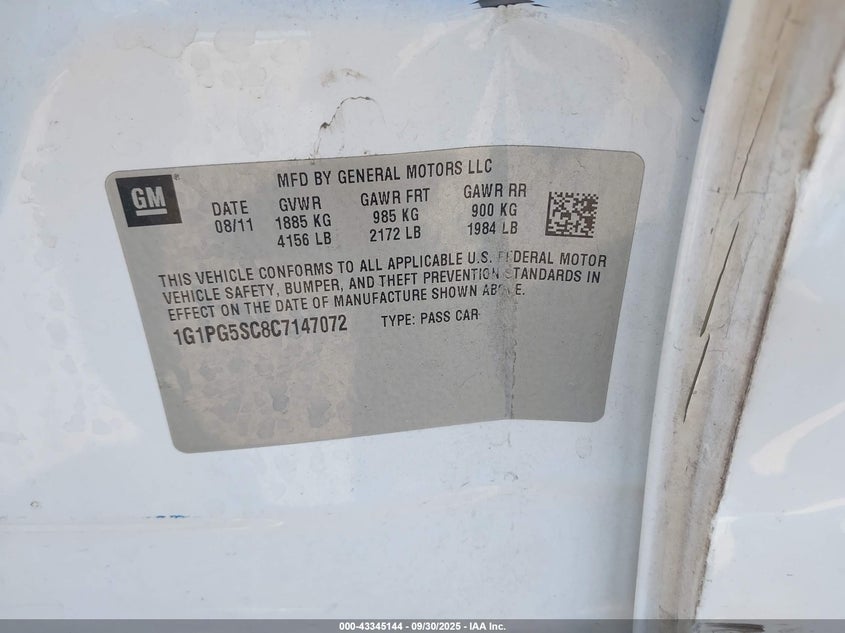 GM
MFD BY GENERAL MOTORS LLC
DATE GVWR GAWR FRT GAWR RR
08/11 1885 KG 985 KG 900 KG
4156 LB 2172 LB 1984 LB
THIS VEHICLE CONFORMS TO ALL APPLICABLE U.S. FEDERAL MOTOR
VEHICLE SAFETY, BUMPER, AND THEFT PREVENTION STANDARDS IN
EFFECT ON THE DATE OF MANUFACTURE SHOWN ABOVE.
1G1PG5SC8C7147072 TYPE: PASS CAR
000-43345144 - 09/30/2025 - IAA Inc.